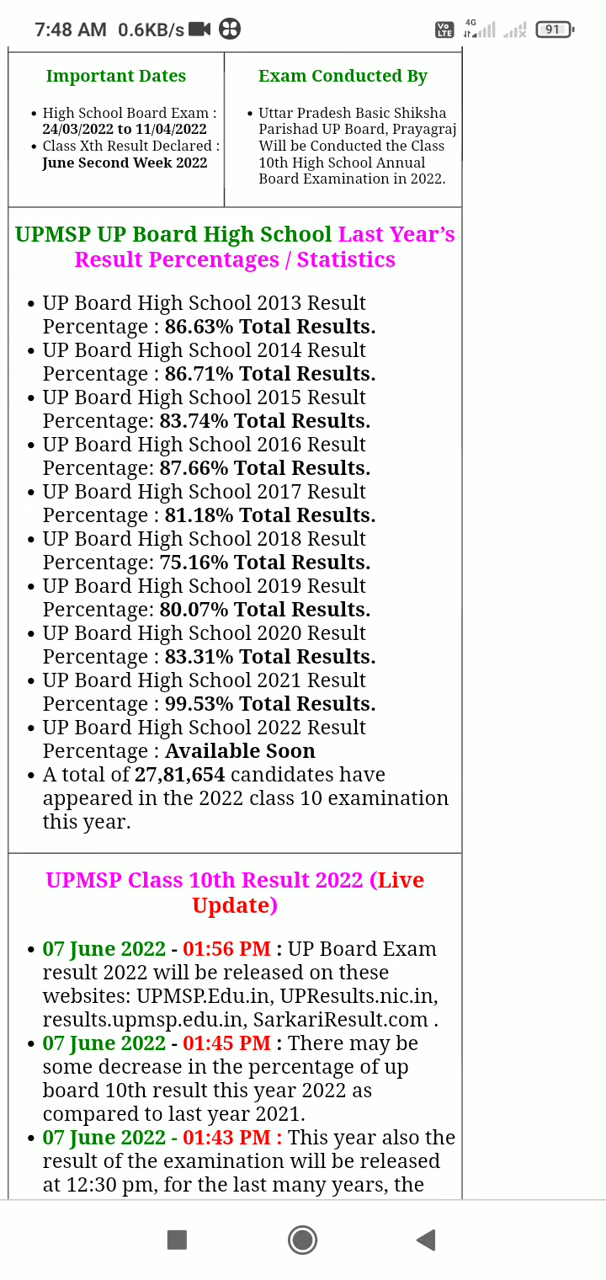 7:48 AM 0.6KB/s
Vo LTE 4G 91
Important Dates
High School Board Exam :
24/03/2022 to 11/04/2022
Class Xth Result Declared :
June Second Week 2022
Exam Conducted By
Uttar Pradesh Basic Shiksha
Parishad UP Board, Prayagraj
Will be Conducted the Class
10th High School Annual
Board Examination in 2022.
UPMSP UP Board High School Last Year’s
Result Percentages / Statistics
UP Board High School 2013 Result
Percentage : 86.63% Total Results.
UP Board High School 2014 Result
Percentage : 86.71% Total Results.
UP Board High School 2015 Result
Percentage: 83.74% Total Results.
UP Board High School 2016 Result
Percentage: 87.66% Total Results.
UP Board High School 2017 Result
Percentage : 81.18% Total Results.
UP Board High School 2018 Result
Percentage: 75.16% Total Results.
UP Board High School 2019 Result
Percentage: 80.07% Total Results.
UP Board High School 2020 Result
Percentage : 83.31% Total Results.
UP Board High School 2021 Result
Percentage : 99.53% Total Results.
UP Board High School 2022 Result
Percentage : Available Soon
A total of 27,81,654 candidates have
appeared in the 2022 class 10 examination
this year.
UPMSP Class 10th Result 2022 (Live
Update)
07 June 2022 - 01:56 PM : UP Board Exam
result 2022 will be released on these
websites: UPMSP.Edu.in, UPResults.nic.in,
results.upmsp.edu.in, SarkariResult.com .
07 June 2022 - 01:45 PM : There may be
some decrease in the percentage of up
board 10th result this year 2022 as
compared to last year 2021.
07 June 2022 - 01:43 PM : This year also the
result of the examination will be released
at 12:30 pm, for the last many years, the